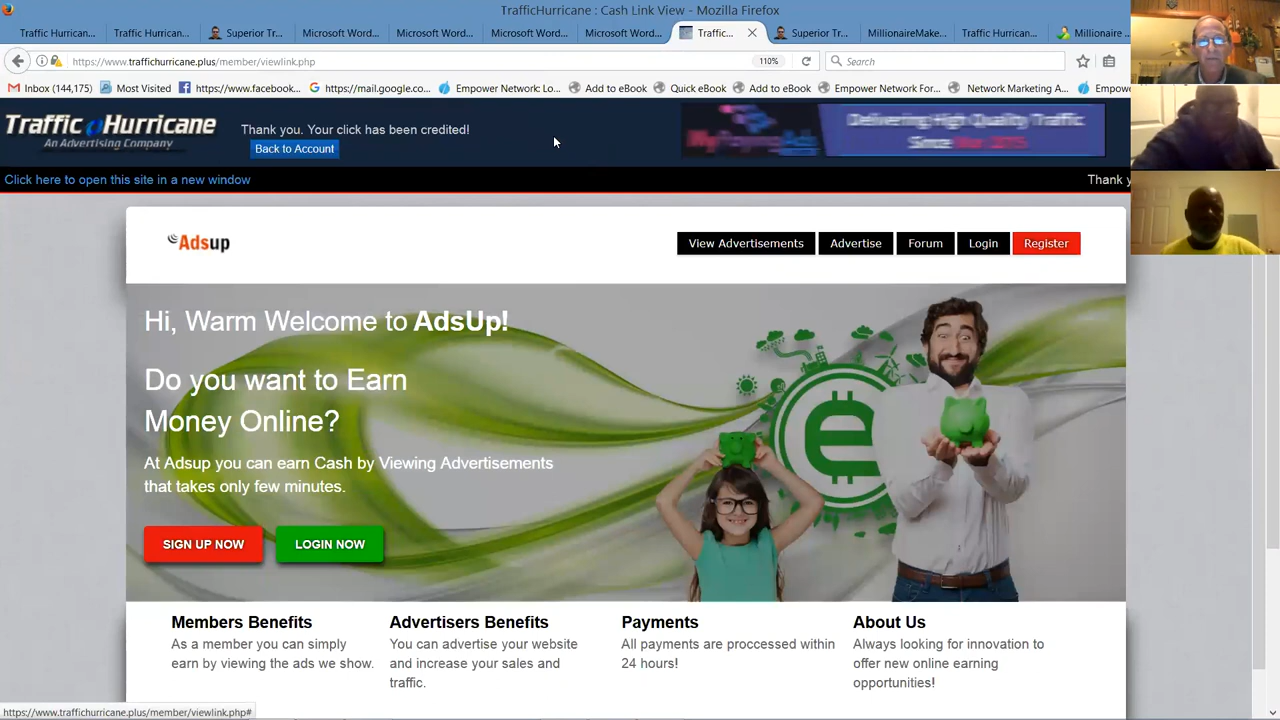 TrafficHurricane : Cash Link View - Mozilla Firefox
Traffic Hurrican... Traffic Hurrican... Superior Tr... Microsoft Word... Microsoft Word... Microsoft Word... Microsoft Word... Traffic... Superior Tr... MillionaireMake... Traffic Hurrican... Millionaire
https://www.traffichurricane.plus/member/viewlink.php 110% Search
Inbox (144,175) Most Visited https://www.facebook... https://mail.google.co... Empower Network: Lo... Add to eBook Quick eBook Add to eBook Empower Network For... Network Marketing A... Empowe
Traffic Hurricane
An Advertising Company
Thank you. Your click has been credited!
Back to Account
Delivering High Quality Traffic
Since
Click here to open this site in a new window
Thank y
Adsup
View Advertisements Advertise Forum Login Register
Hi, Warm Welcome to AdsUp!
Do you want to Earn
Money Online?
At Adsup you can earn Cash by Viewing Advertisements
that takes only few minutes.
SIGN UP NOW LOGIN NOW
Members Benefits
As a member you can simply
earn by viewing the ads we show.
Advertisers Benefits
You can advertise your website
and increase your sales and
traffic.
Payments
All payments are proccessed within
24 hours!
About Us
Always looking for innovation to
offer new online earning
opportunities!
https://www.traffichurricane.plus/member/viewlink.php#